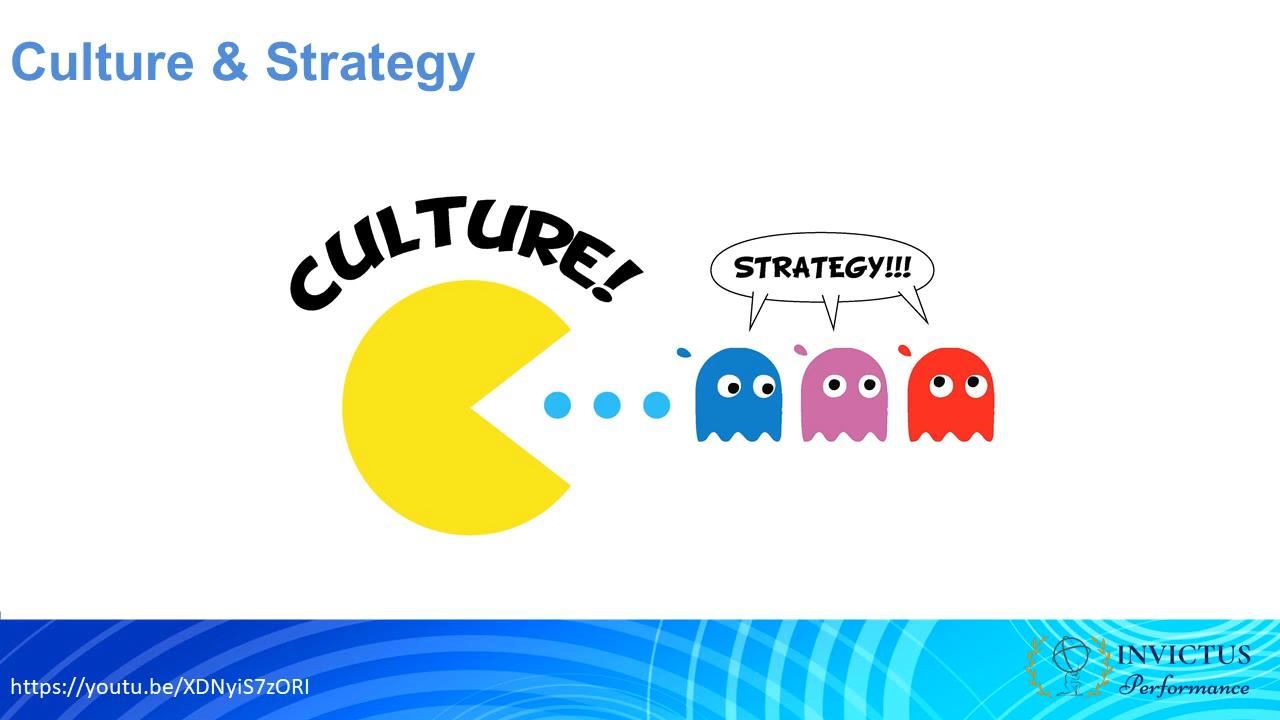 Culture & Strategy
CULTURE!
STRATEGY!!!
https://youtu.be/XDNyiS7zORI
INVICTUS
Performance